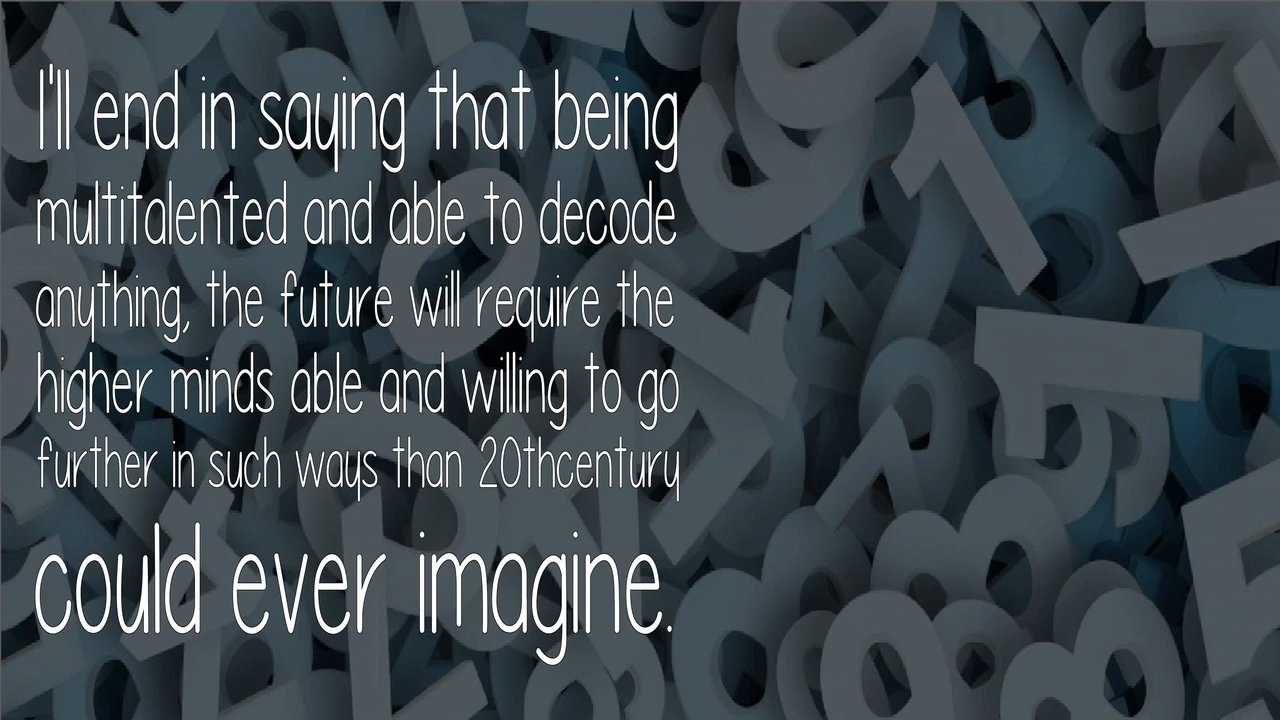 I'll end in saying that being
multitalented and able to decode
anything, the future will require the
higher minds able and willing to go
further in such ways than 20thcentury
could ever imagine.